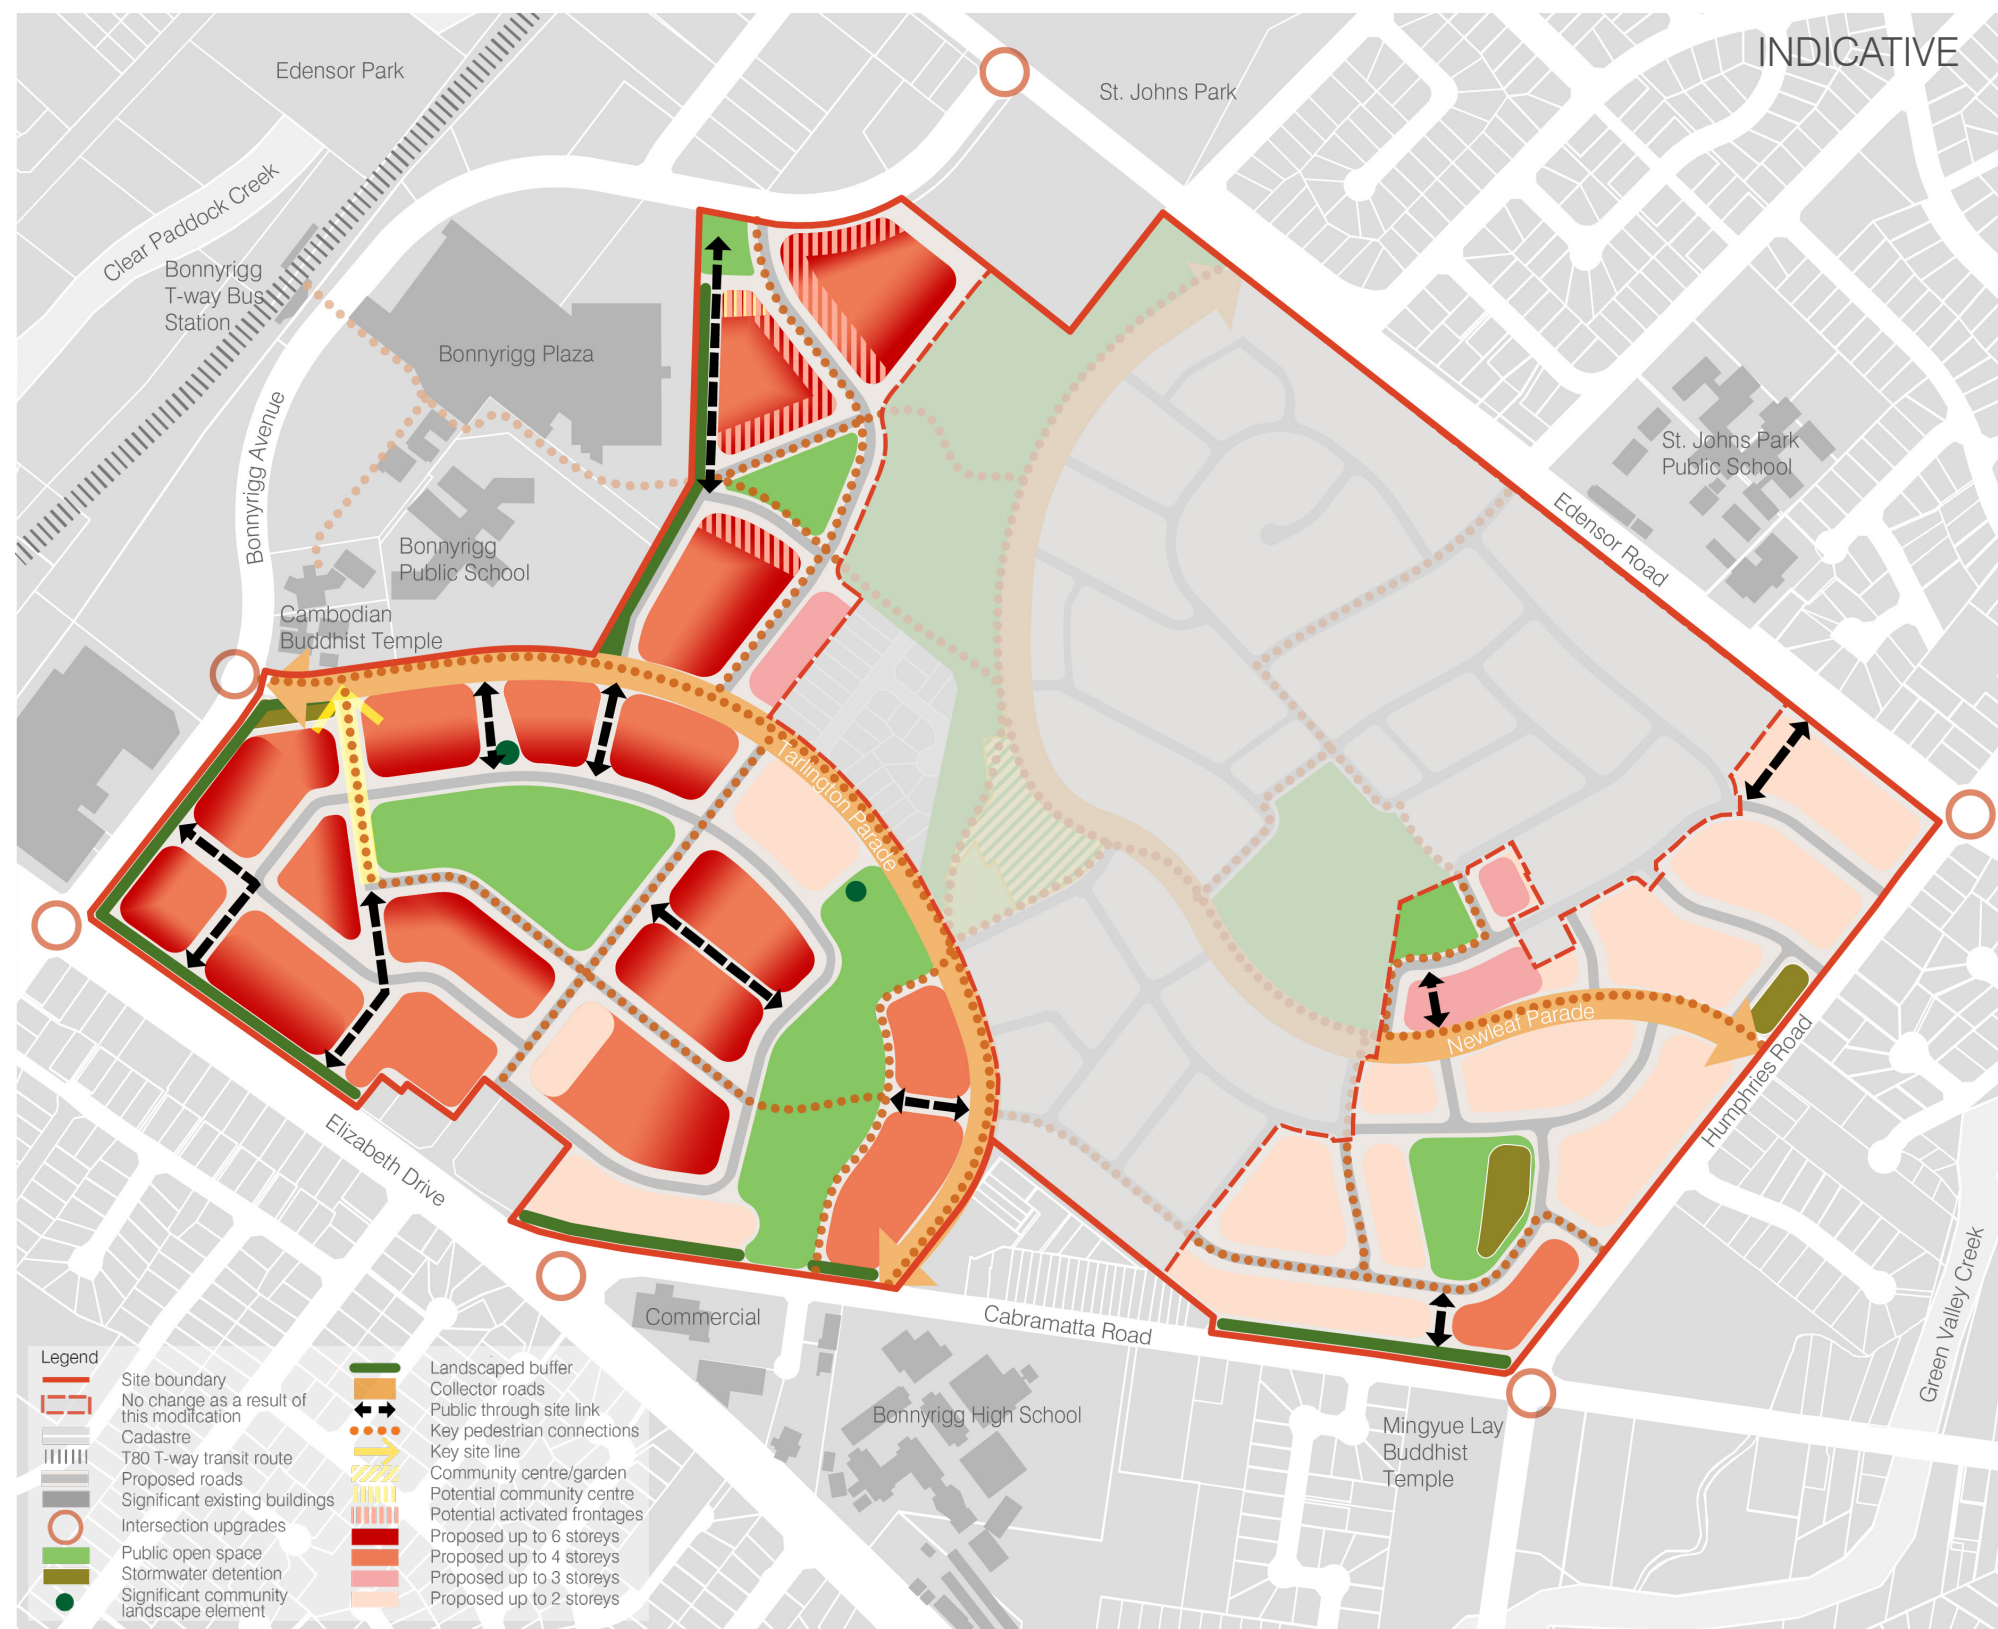 INDICATIVE
Edensor Park
St. Johns Park
Clear Paddock Creek
Bonnyrigg
T-way Bus
Station
Bonnyrigg Plaza
Bonnyrigg Avenue
St. Johns Park
Public School
Edensor Road
Bonnyrigg
Public School
Cambodian
Buddhist Temple
Tarlington Parade
Newleaf Parade
Humphries Road
Elizabeth Drive
Green Valley Creek
Commercial
Cabramatta Road
Bonnyrigg High School
Mingyue Lay
Buddhist
Temple
Legend
Site boundary
No change as a result of
this modifcation
Cadastre
T80 T-way transit route
Proposed roads
Significant existing buildings
Intersection upgrades
Public open space
Stormwater detention
Significant community
landscape element
Landscaped buffer
Collector roads
Public through site link
Key pedestrian connections
Key site line
Community centre/garden
Potential community centre
Potential activated frontages
Proposed up to 6 storeys
Proposed up to 4 storeys
Proposed up to 3 storeys
Proposed up to 2 storeys